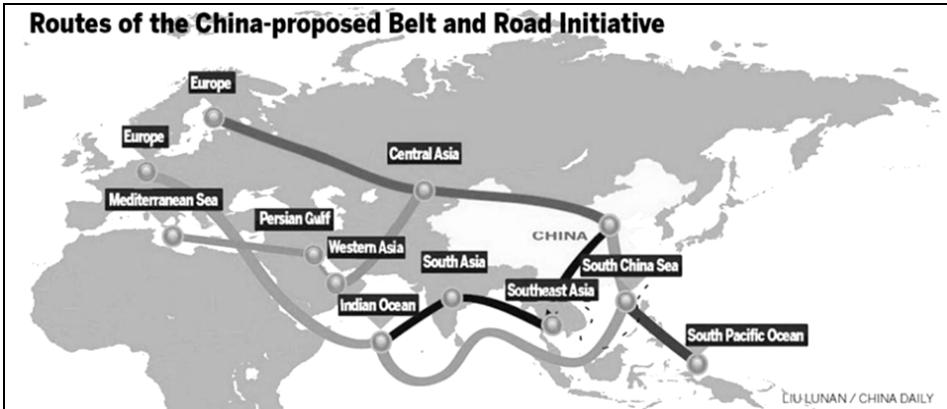 Routes of the China-proposed Belt and Road Initiative
Europe
Europe
Central Asia
Mediterranean Sea
Persian Gulf
Western Asia
CHINA
South Asia
South China Sea
Southeast Asia
Indian Ocean
South Pacific Ocean
LIU LUNAN / CHINA DAILY